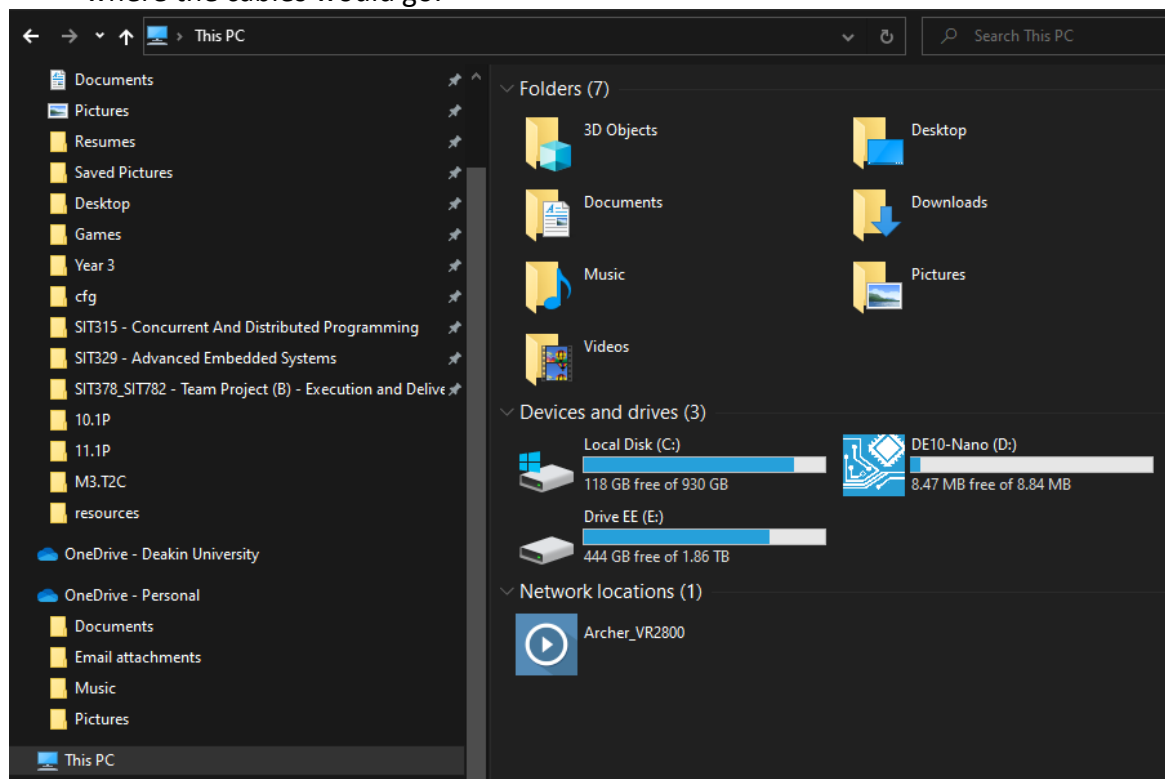 where the cables would go.
This PC
Search This PC
Documents
Pictures
Resumes
Saved Pictures
Desktop
Games
Year 3
cfg
SIT315 - Concurrent And Distributed Programming
SIT329 - Advanced Embedded Systems
SIT378_SIT782 - Team Project (B) - Execution and Delive
10.1P
11.1P
M3.T2C
resources
OneDrive - Deakin University
OneDrive - Personal
Documents
Email attachments
Music
Pictures
This PC
Folders (7)
3D Objects
Desktop
Documents
Downloads
Music
Pictures
Videos
Devices and drives (3)
Local Disk (C:)
118 GB free of 930 GB
DE10-Nano (D:)
8.47 MB free of 8.84 MB
Drive EE (E:)
444 GB free of 1.86 TB
Network locations (1)
Archer_VR2800